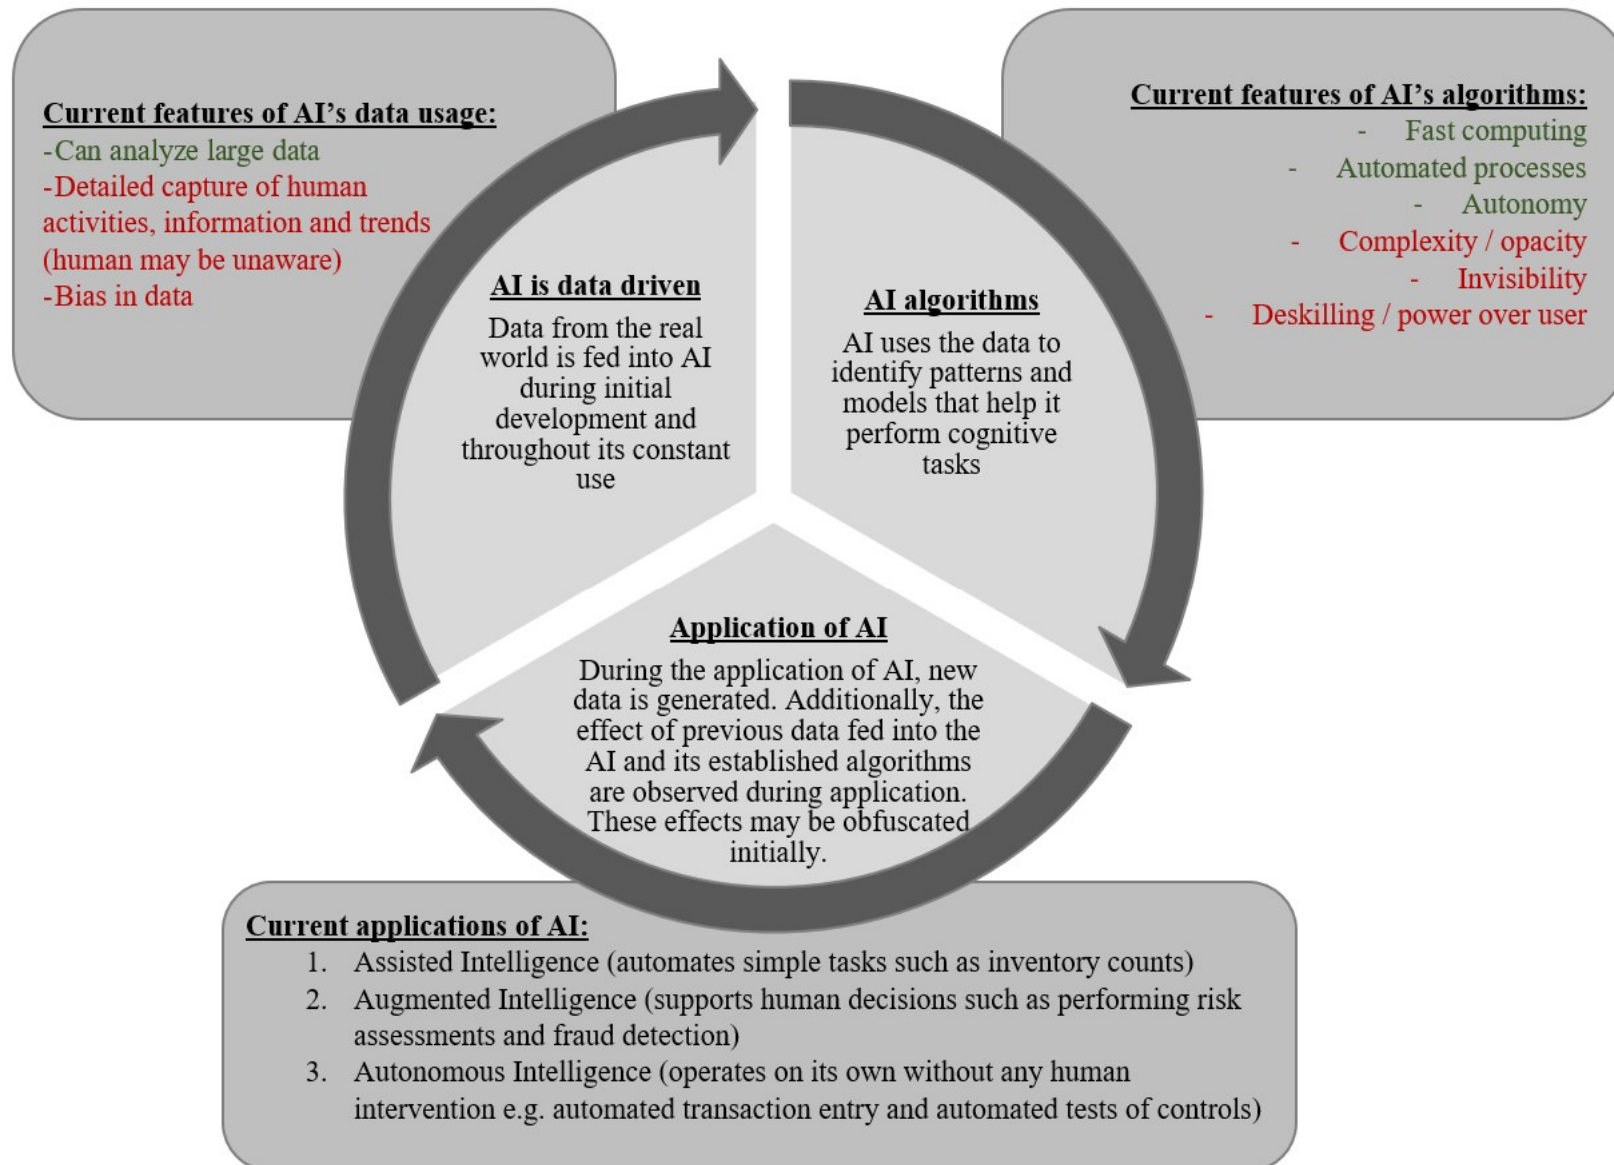 Current features of AI's data usage:
-Can analyze large data
-Detailed capture of human
activities, information and trends
(human may be unaware)
-Bias in data
Current features of AI's algorithms:
- Fast computing
- Automated processes
- Autonomy
- Complexity / opacity
- Invisibility
- Deskilling / power over user
AI is data driven
Data from the real
world is fed into AI
during initial
development and
throughout its constant
use
AI algorithms
AI uses the data to
identify patterns and
models that help it
perform cognitive
tasks
Application of AI
During the application of AI, new
data is generated. Additionally, the
effect of previous data fed into the
AI and its established algorithms
are observed during application.
These effects may be obfuscated
initially.
Current applications of AI:
1. Assisted Intelligence (automates simple tasks such as inventory counts)
2. Augmented Intelligence (supports human decisions such as performing risk
assessments and fraud detection)
3. Autonomous Intelligence (operates on its own without any human
intervention e.g. automated transaction entry and automated tests of controls)